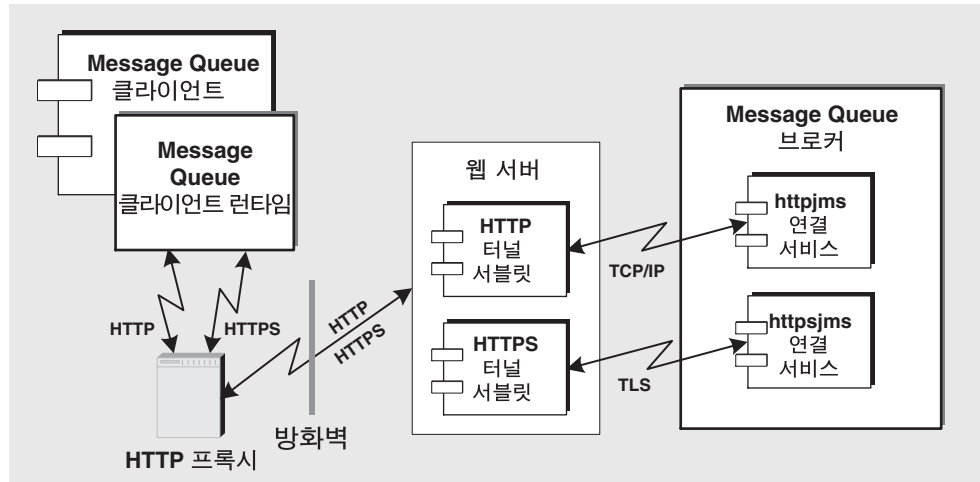 Message Queue
클라이언트
Message
Queue
클라이언트 런타임
HTTP
HTTPS
HTTP 프록시
방화벽
HTTP
HTTPS
웹 서버
HTTP
터널
서블릿
HTTPS
터널
서블릿
TCP/IP
TLS
Message Queue
브로커
httpjms
연결
서비스
httpsjms
연결
서비스